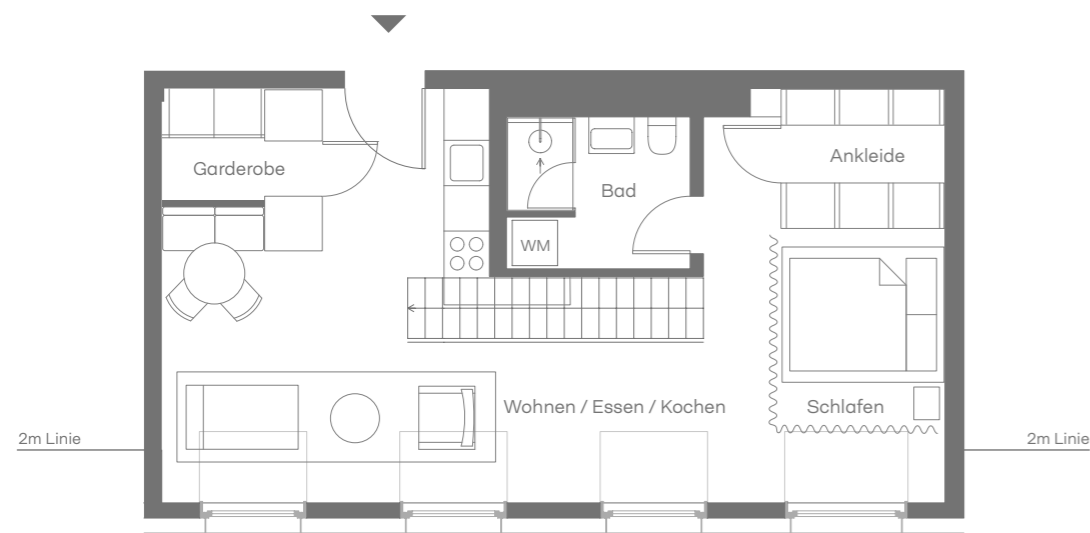 Garderobe
Ankleide
Bad
WM
Wohnen / Essen / Kochen
Schlafen
2m Linie
2m Linie